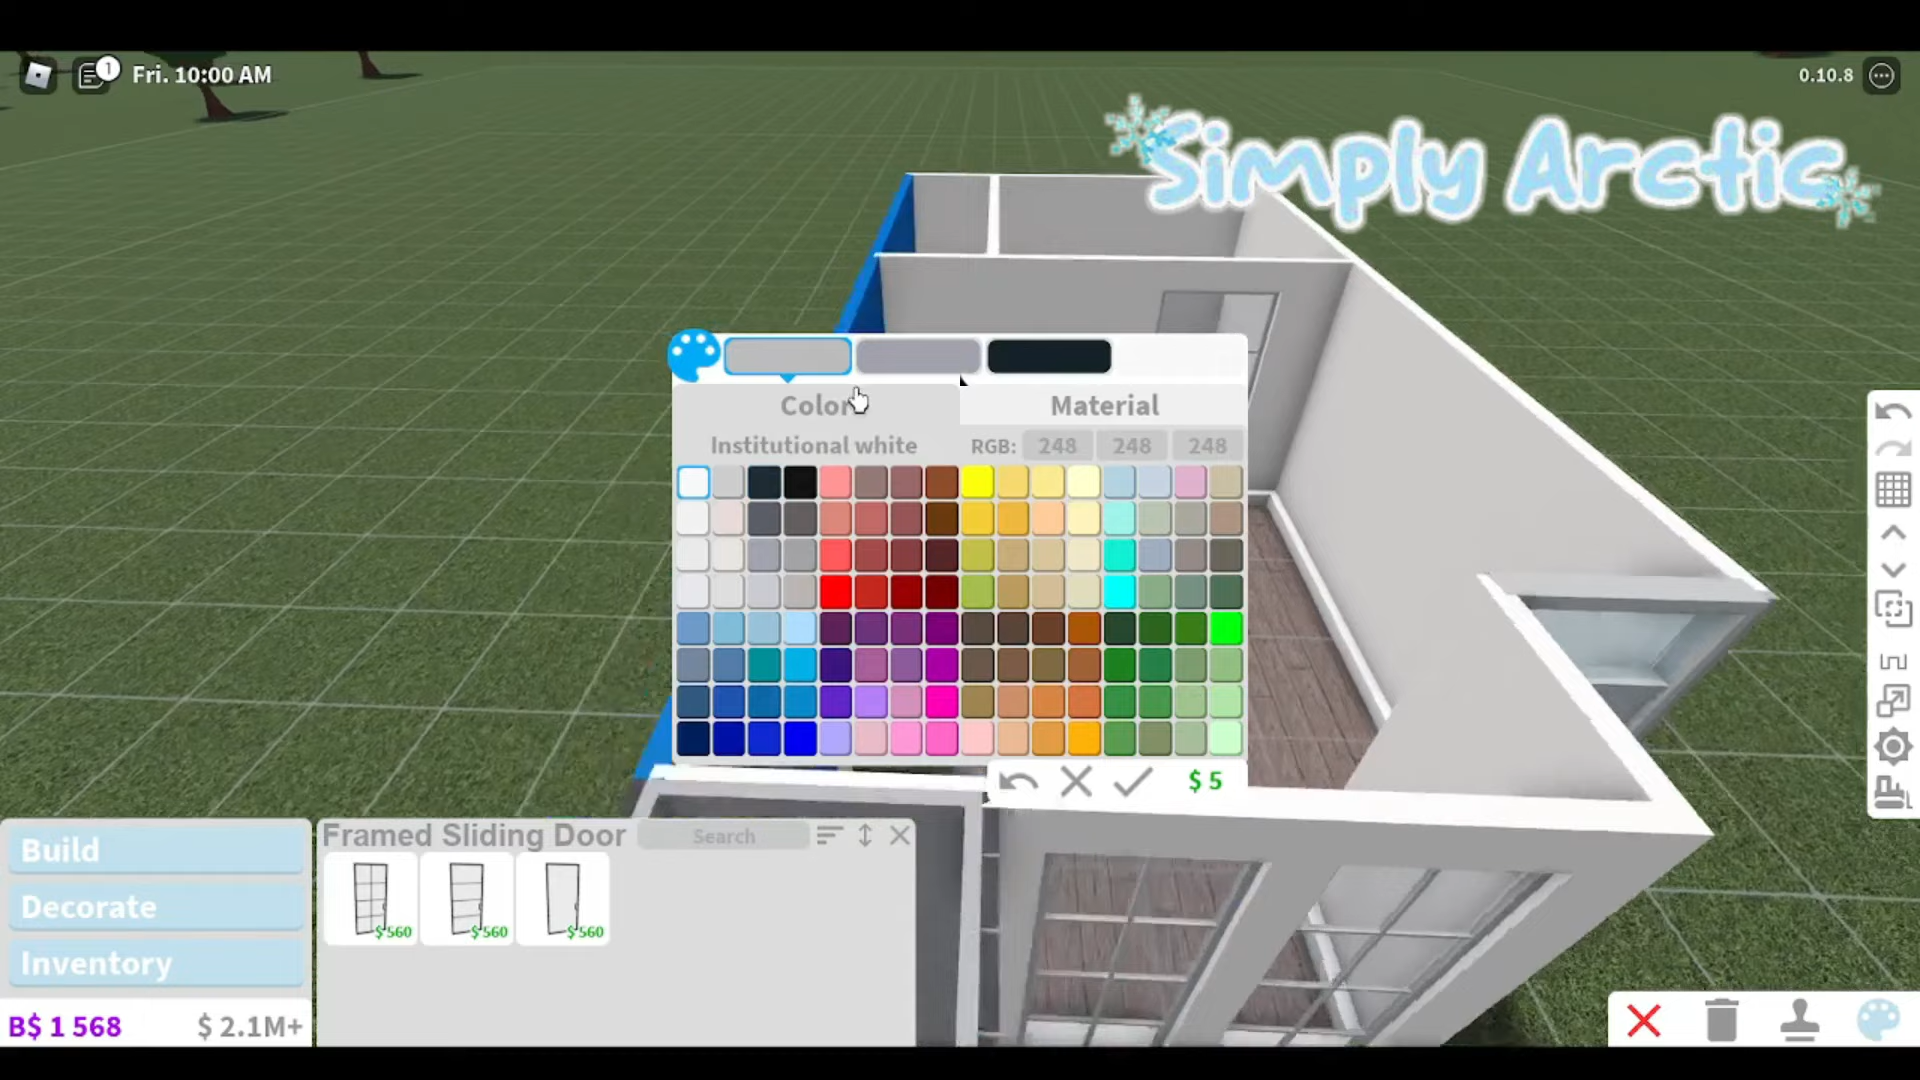 1
Fri. 10:00 AM
0.10.8
Simply Arctic
Color
Material
Institutional white
RGB: 248 248 248
$ 5
Build
Decorate
Inventory
B$ 1 568
$ 2.1M+
Framed Sliding Door
Search
$560
$560
$560